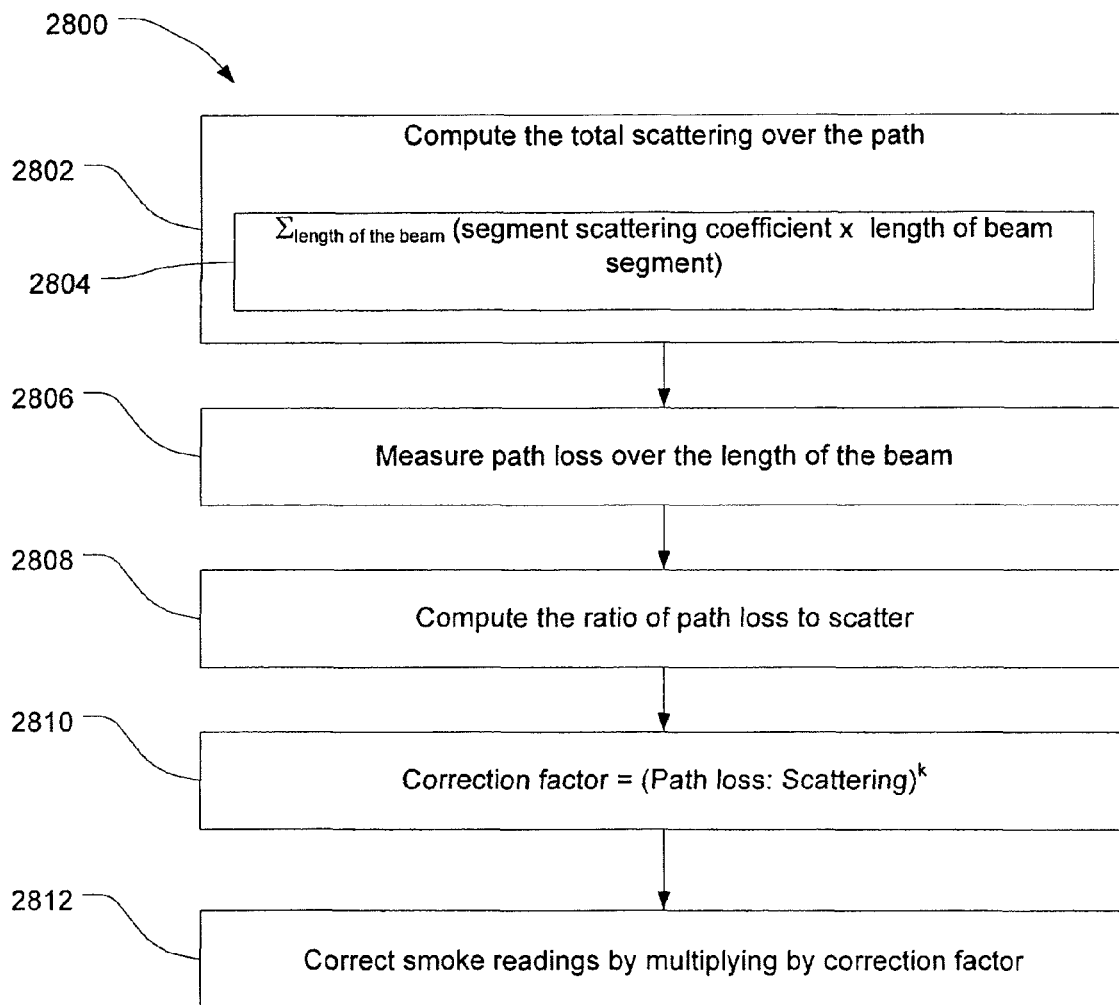 2800
Compute the total scattering over the path
2802
Σlength of the beam (segment scattering coefficient x length of beam
segment)
2804
2806
Measure path loss over the length of the beam
2808
Compute the ratio of path loss to scatter
2810
Correction factor = (Path loss: Scattering)^k
2812
Correct smoke readings by multiplying by correction factor